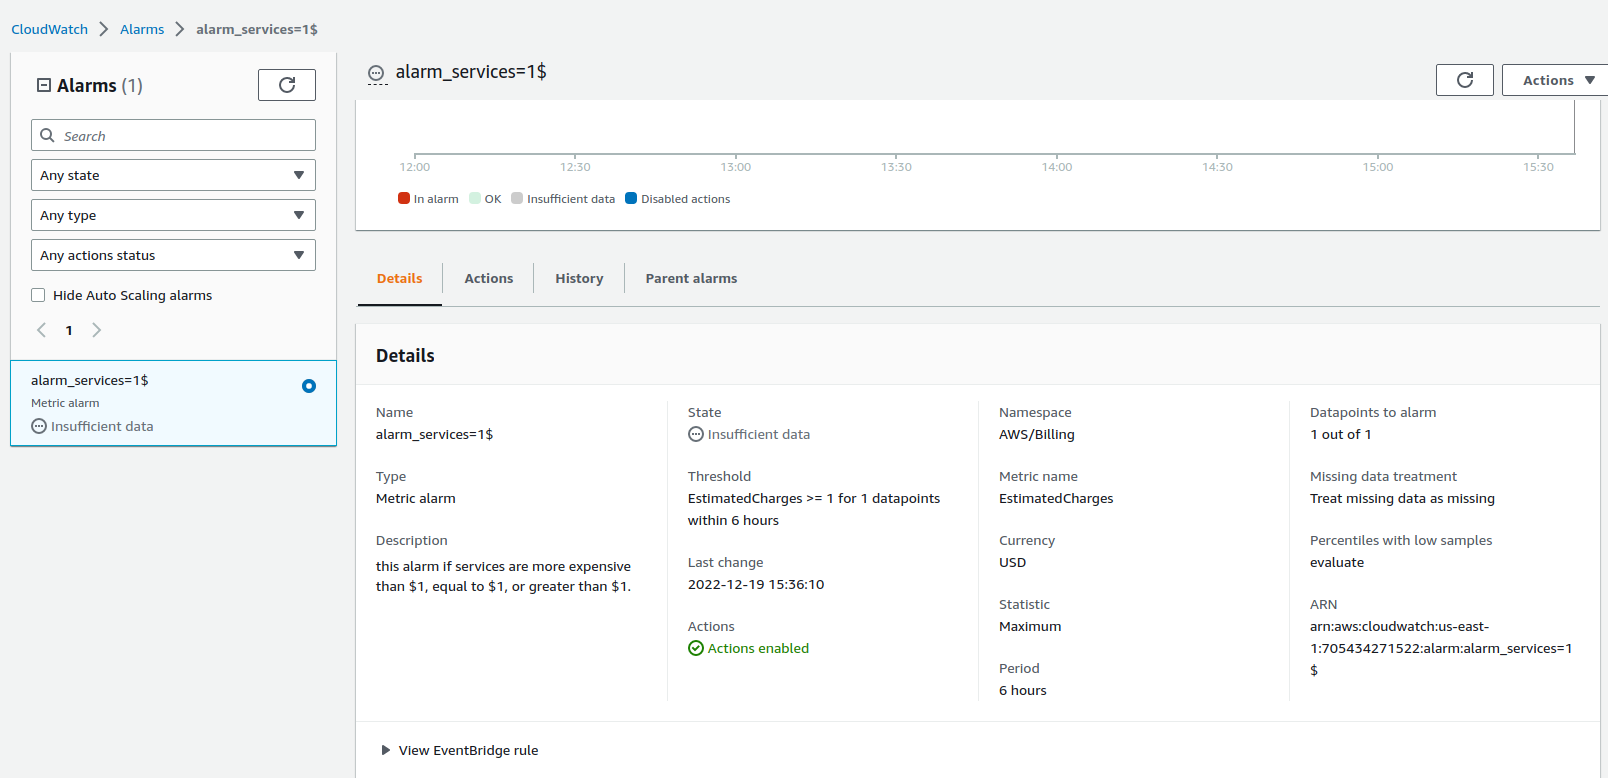 CloudWatch > Alarms > alarm_services=1$
Alarms (1)
Search
Any state
Any type
Any actions status
Hide Auto Scaling alarms
1
alarm_services=1$
Metric alarm
Insufficient data
alarm_services=1$
Actions
12:00 12:30 13:00 13:30 14:00 14:30 15:00 15:30
In alarm OK Insufficient data Disabled actions
Details Actions History Parent alarms
Details
Name
alarm_services=1$
Type
Metric alarm
Description
this alarm if services are more expensive
than $1, equal to $1, or greater than $1.
State
Insufficient data
Threshold
EstimatedCharges >= 1 for 1 datapoints
within 6 hours
Last change
2022-12-19 15:36:10
Actions
Actions enabled
Namespace
AWS/Billing
Metric name
EstimatedCharges
Currency
USD
Statistic
Maximum
Period
6 hours
Datapoints to alarm
1 out of 1
Missing data treatment
Treat missing data as missing
Percentiles with low samples
evaluate
ARN
arn:aws:cloudwatch:us-east-
1:705434271522:alarm:alarm_services=1
$
View EventBridge rule